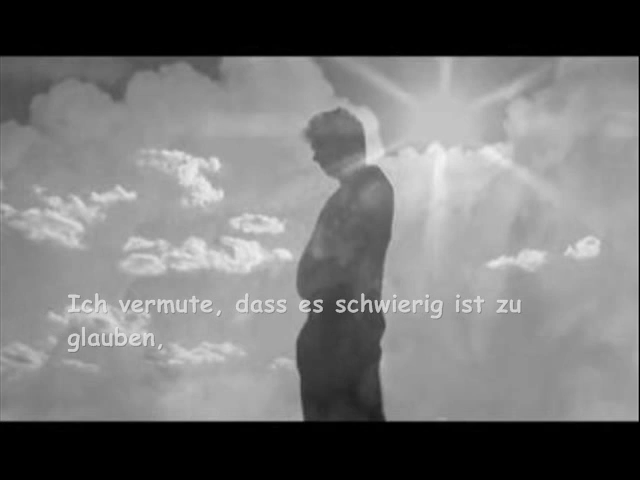 Ich vermute, dass es schwierig ist zu
glauben,